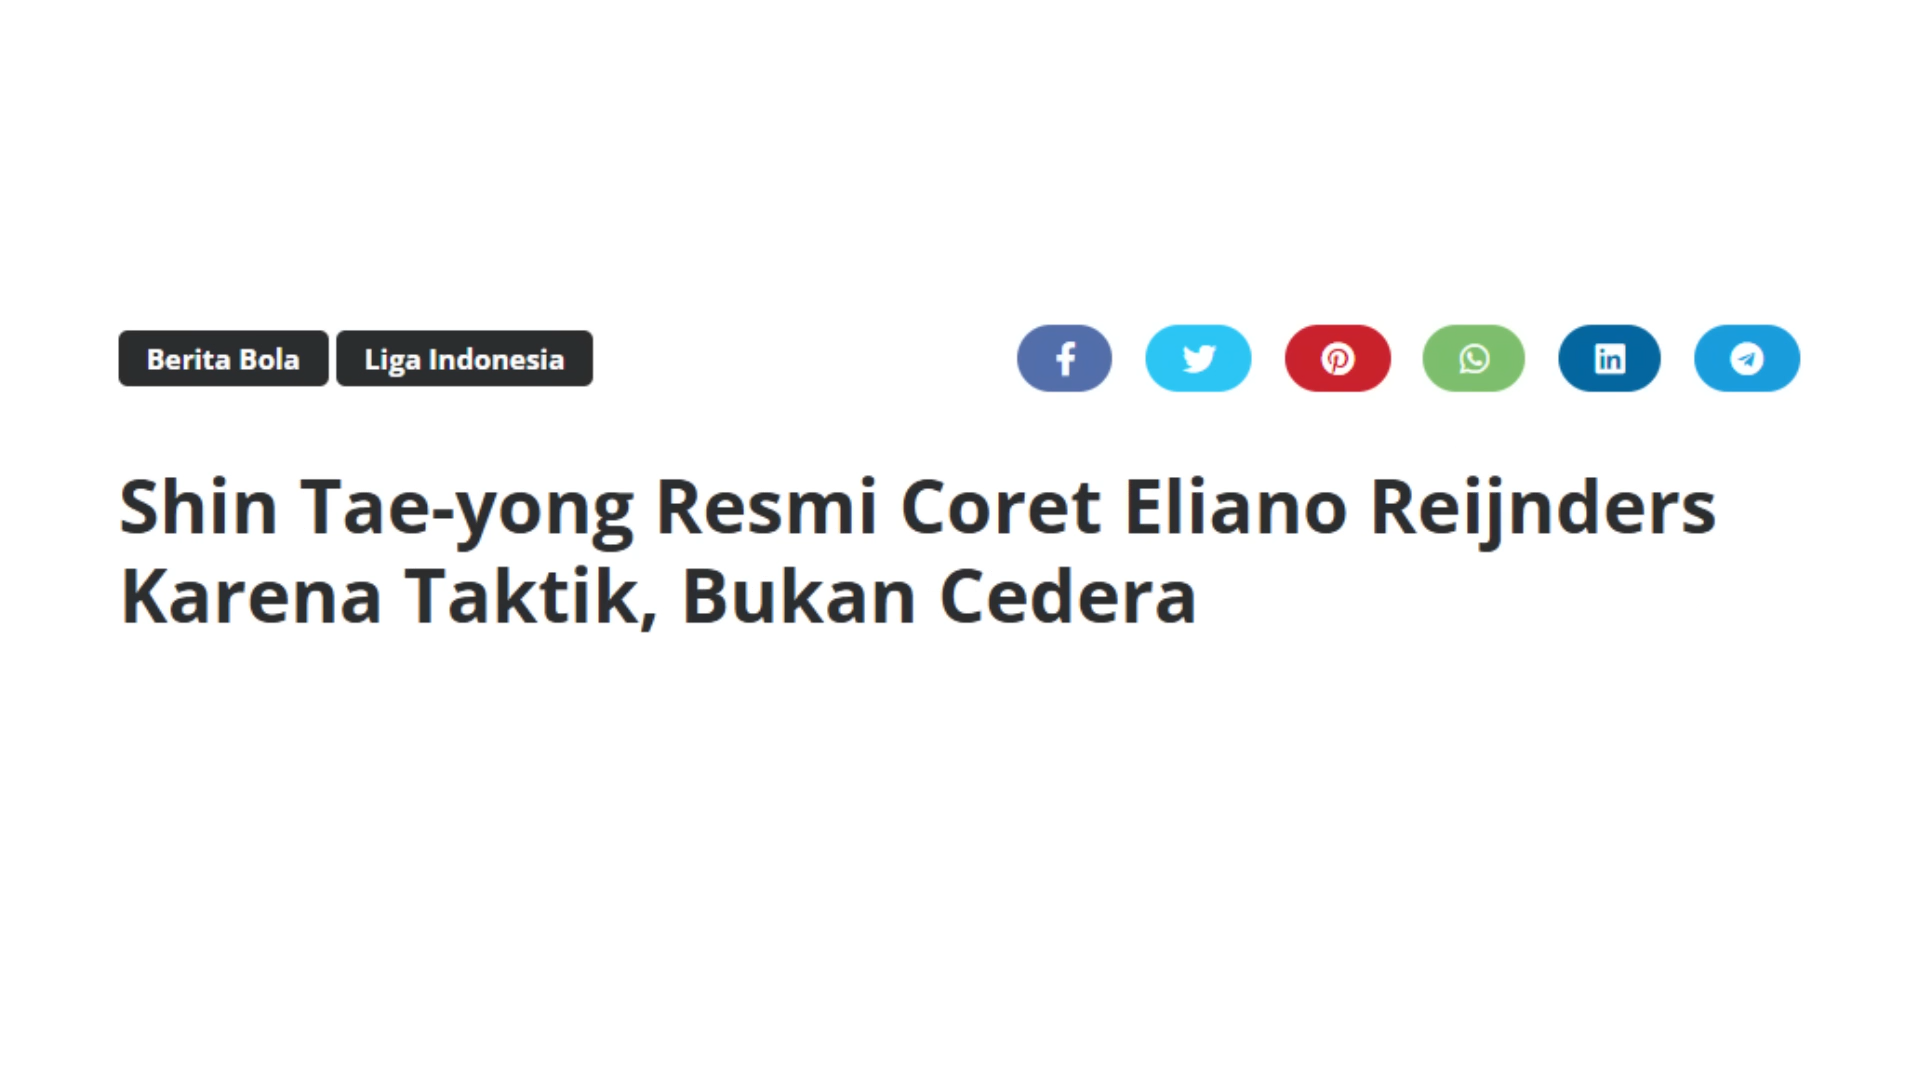 Berita Bola
Liga Indonesia
Shin Tae-yong Resmi Coret Eliano Reijnders
Karena Taktik, Bukan Cedera